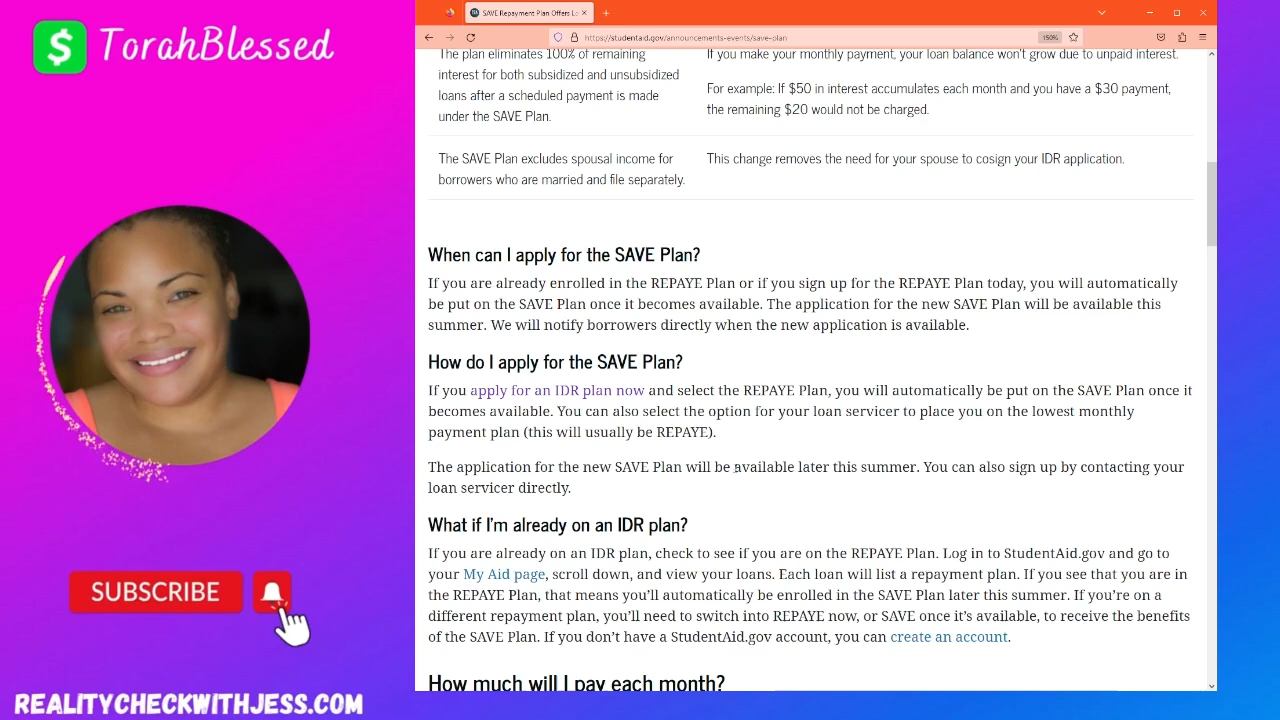 $ TorahBlessed
SUBSCRIBE
REALITYCHECKWITHJESS.COM
SAVE Repayment Plan Offers Lo
https://studentaid.gov/announcements-events/save-plan
150%
The plan eliminates 100% of remaining
interest for both subsidized and unsubsidized
loans after a scheduled payment is made
under the SAVE Plan.
If you make your monthly payment, your loan balance won't grow due to unpaid interest.
For example: If $50 in interest accumulates each month and you have a $30 payment,
the remaining $20 would not be charged.
The SAVE Plan excludes spousal income for
borrowers who are married and file separately.
This change removes the need for your spouse to cosign your IDR application.
When can I apply for the SAVE Plan?
If you are already enrolled in the REPAYE Plan or if you sign up for the REPAYE Plan today, you will automatically
be put on the SAVE Plan once it becomes available. The application for the new SAVE Plan will be available this
summer. We will notify borrowers directly when the new application is available.
How do I apply for the SAVE Plan?
If you apply for an IDR plan now and select the REPAYE Plan, you will automatically be put on the SAVE Plan once it
becomes available. You can also select the option for your loan servicer to place you on the lowest monthly
payment plan (this will usually be REPAYE).
The application for the new SAVE Plan will be available later this summer. You can also sign up by contacting your
loan servicer directly.
What if I'm already on an IDR plan?
If you are already on an IDR plan, check to see if you are on the REPAYE Plan. Log in to StudentAid.gov and go to
your My Aid page, scroll down, and view your loans. Each loan will list a repayment plan. If you see that you are in
the REPAYE Plan, that means you'll automatically be enrolled in the SAVE Plan later this summer. If you're on a
different repayment plan, you'll need to switch into REPAYE now, or SAVE once it's available, to receive the benefits
of the SAVE Plan. If you don't have a StudentAid.gov account, you can create an account.
How much will I pay each month?